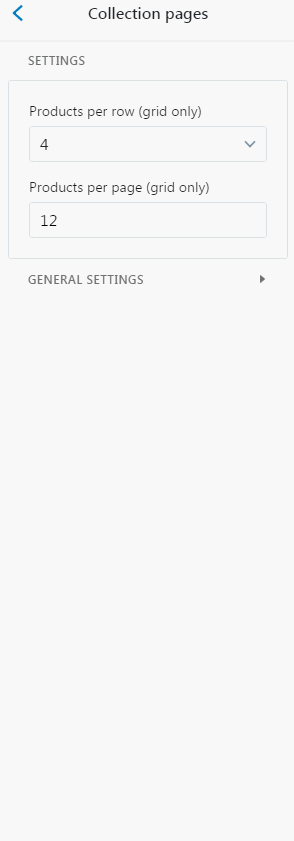 Collection pages
SETTINGS
Products per row (grid only)
4
Products per page (grid only)
12
GENERAL SETTINGS